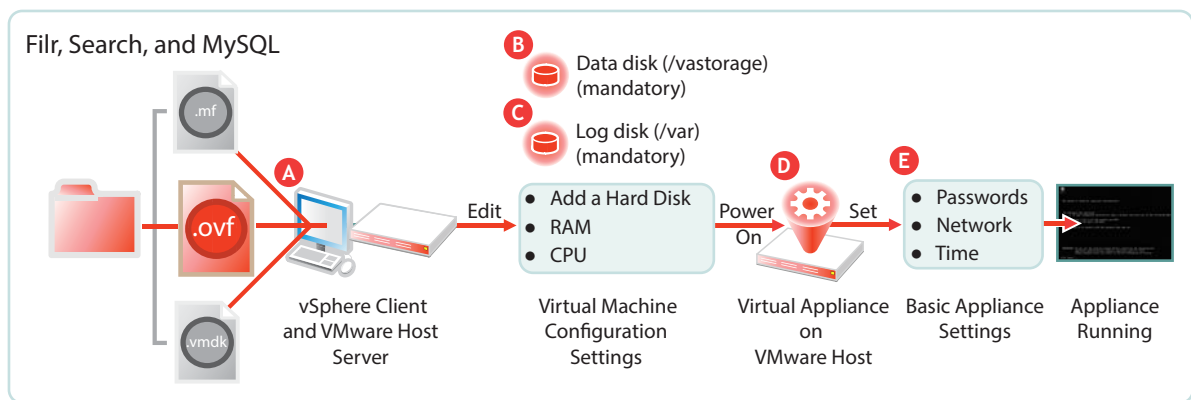 Filr, Search, and MySQL
.mf
.ovf
.vmdk
A
vSphere Client
and VMware Host
Server
Edit
B
Data disk (/vastorage)
(mandatory)
C
Log disk (/var)
(mandatory)
● Add a Hard Disk
● RAM
● CPU
Virtual Machine
Configuration
Settings
Power
On
D
Virtual Appliance
on
VMware Host
Set
E
● Passwords
● Network
● Time
Basic Appliance
Settings
Appliance
Running